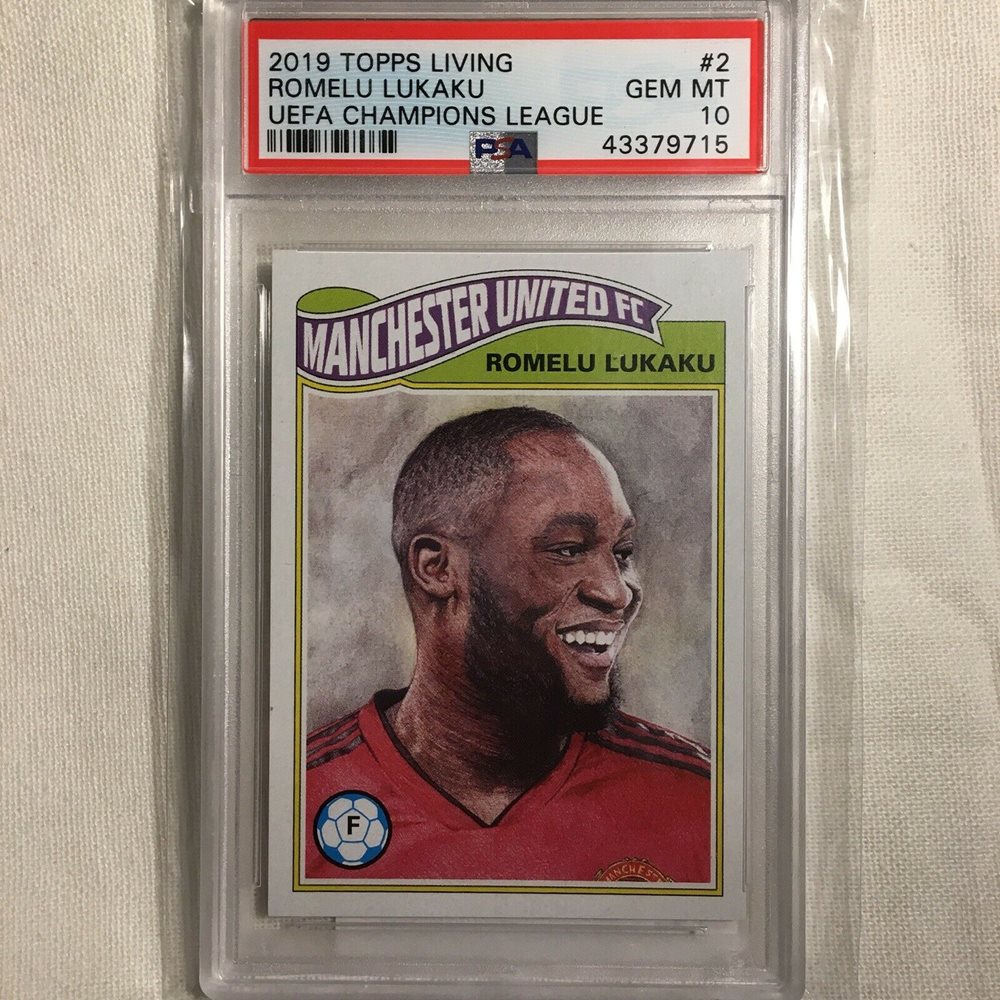 2019 TOPPS LIVING #2
ROMELU LUKAKU GEM MT
UEFA CHAMPIONS LEAGUE 10
PSA 43379715
MANCHESTER UNITED FC
ROMELU LUKAKU
F